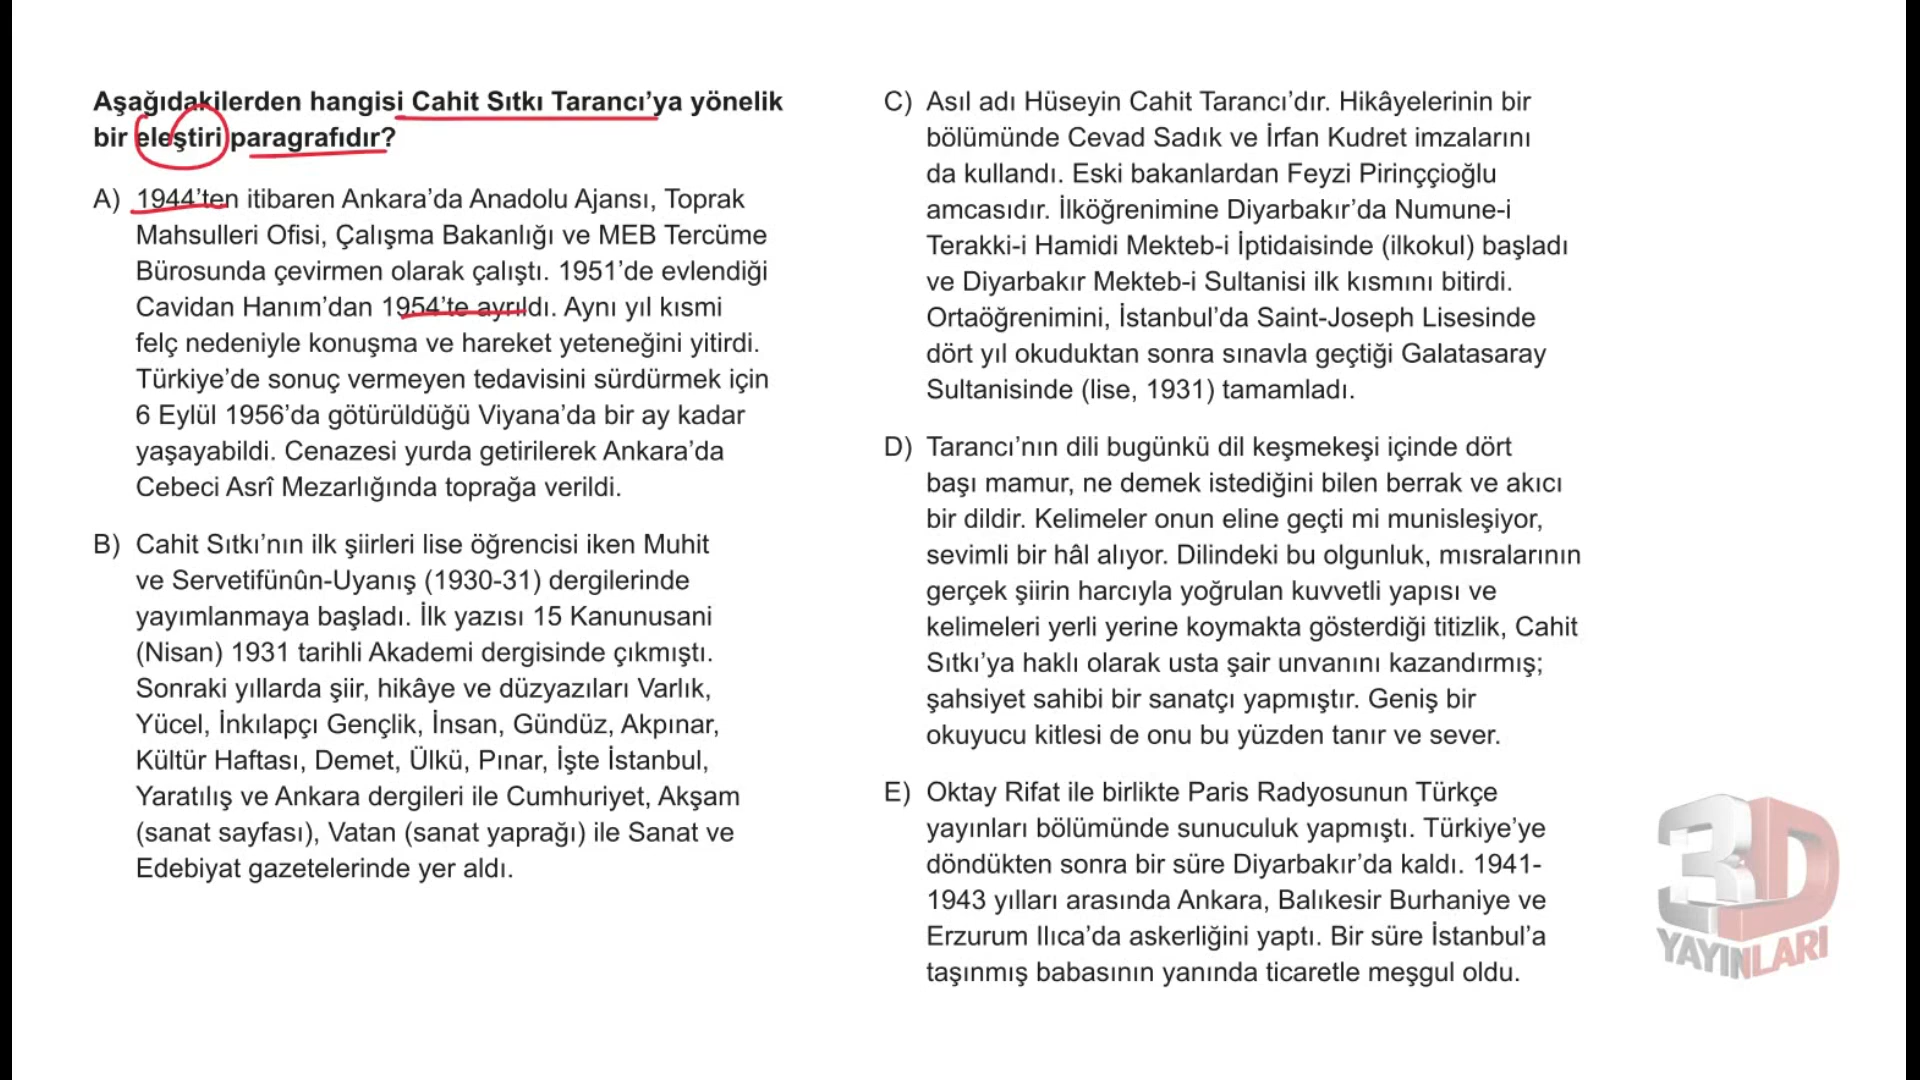 Aşağıdakilerden hangisi Cahit Sıtkı Tarancı’ya yönelik
bir eleştiri paragrafıdır?
A) 1944’ten itibaren Ankara’da Anadolu Ajansı, Toprak
Mahsulleri Ofisi, Çalışma Bakanlığı ve MEB Tercüme
Bürosunda çevirmen olarak çalıştı. 1951’de evlendiği
Cavidan Hanım’dan 1954’te ayrıldı. Aynı yıl kısmi
felç nedeniyle konuşma ve hareket yeteneğini yitirdi.
Türkiye’de sonuç vermeyen tedavisini sürdürmek için
6 Eylül 1956’da götürüldüğü Viyana’da bir ay kadar
yaşayabildi. Cenazesi yurda getirilerek Ankara’da
Cebeci Asrî Mezarlığında toprağa verildi.
B) Cahit Sıtkı’nın ilk şiirleri lise öğrencisi iken Muhit
ve Servetifünûn-Uyanış (1930-31) dergilerinde
yayımlanmaya başladı. İlk yazısı 15 Kanunusani
(Nisan) 1931 tarihli Akademi dergisinde çıkmıştı.
Sonraki yıllarda şiir, hikâye ve düzyazıları Varlık,
Yücel, İnkılapçı Gençlik, İnsan, Gündüz, Akpınar,
Kültür Haftası, Demet, Ülkü, Pınar, İşte İstanbul,
Yaratılış ve Ankara dergileri ile Cumhuriyet, Akşam
(sanat sayfası), Vatan (sanat yaprağı) ile Sanat ve
Edebiyat gazetelerinde yer aldı.
C) Asıl adı Hüseyin Cahit Tarancı’dır. Hikâyelerinin bir
bölümünde Cevad Sadık ve İrfan Kudret imzalarını
da kullandı. Eski bakanlardan Feyzi Pirinççioğlu
amcasıdır. İlköğrenimine Diyarbakır’da Numune-i
Terakki-i Hamidi Mekteb-i İptidaisinde (ilkokul) başladı
ve Diyarbakır Mekteb-i Sultanisi ilk kısmını bitirdi.
Ortaöğrenimini, İstanbul’da Saint-Joseph Lisesinde
dört yıl okuduktan sonra sınavla geçtiği Galatasaray
Sultanisinde (lise, 1931) tamamladı.
D) Tarancı’nın dili bugünkü dil keşmekeşi içinde dört
başı mamur, ne demek istediğini bilen berrak ve akıcı
bir dildir. Kelimeler onun eline geçti mi munisleşiyor,
sevimli bir hâl alıyor. Dilindeki bu olgunluk, mısralarının
gerçek şiirin harcıyla yoğrulan kuvvetli yapısı ve
kelimeleri yerli yerine koymakta gösterdiği titizlik, Cahit
Sıtkı’ya haklı olarak usta şair unvanını kazandırmış;
şahsiyet sahibi bir sanatçı yapmıştır. Geniş bir
okuyucu kitlesi de onu bu yüzden tanır ve sever.
E) Oktay Rifat ile birlikte Paris Radyosunun Türkçe
yayınları bölümünde sunuculuk yapmıştı. Türkiye’ye
döndükten sonra bir süre Diyarbakır’da kaldı. 1941-
1943 yılları arasında Ankara, Balıkesir Burhaniye ve
Erzurum Ilıca’da askerliğini yaptı. Bir süre İstanbul’a
taşınmış babasının yanında ticaretle meşgul oldu.
3D
YAYINLARI